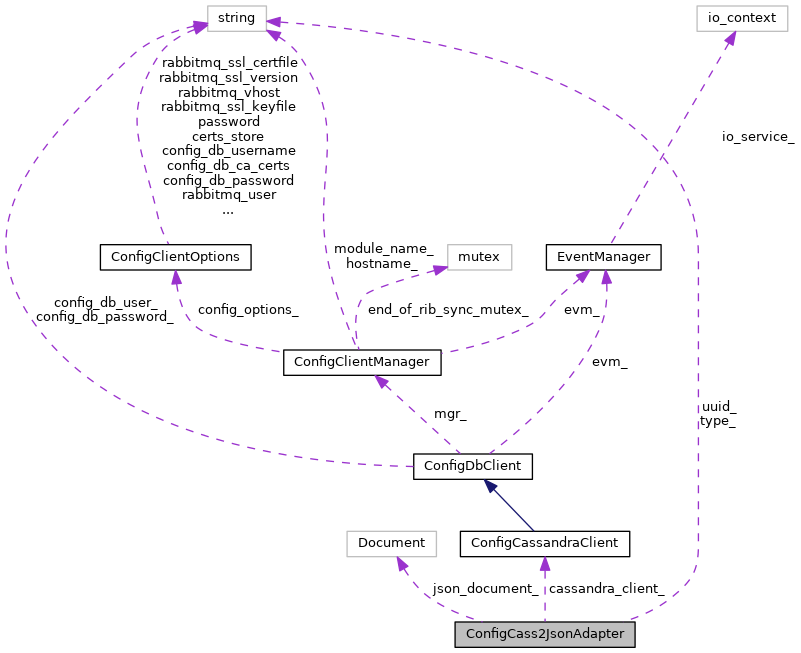 string
io_context
rabbitmq_ssl_certfile
rabbitmq_ssl_version
rabbitmq_vhost
rabbitmq_ssl_keyfile
password
certs_store
config_db_username
config_db_ca_certs
config_db_password
rabbitmq_user
...
io_service_
ConfigClientOptions
module_name_
hostname_
mutex
EventManager
config_db_user_
config_db_password_
config_options_
end_of_rib_sync_mutex_
evm_
ConfigClientManager
evm_
mgr_
uuid_
type_
ConfigDbClient
Document
ConfigCassandraClient
json_document_
cassandra_client_
ConfigCass2JsonAdapter